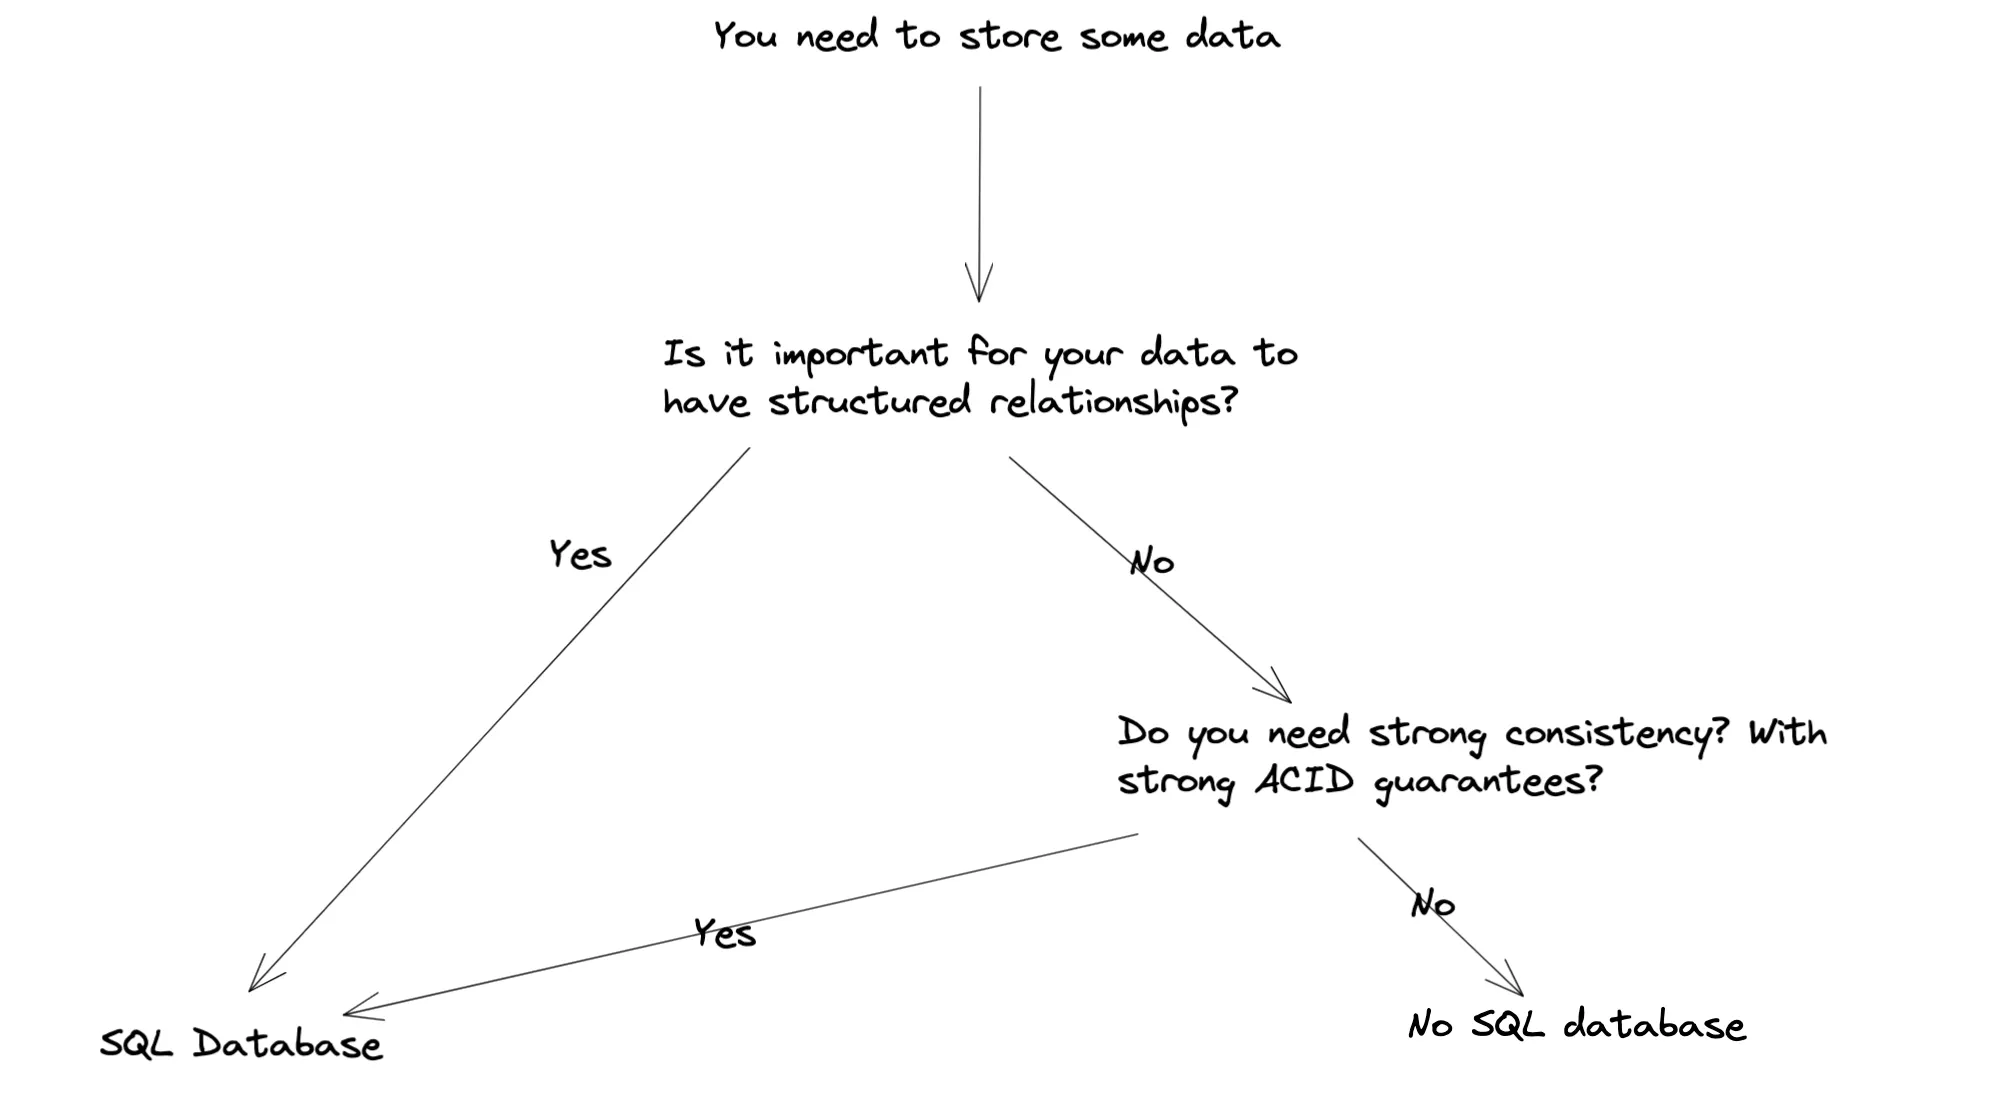 You need to store some data
Is it important for your data to
have structured relationships?
Yes
No
Do you need strong consistency? With
strong ACID guarantees?
Yes
No
SQL Database
No SQL database